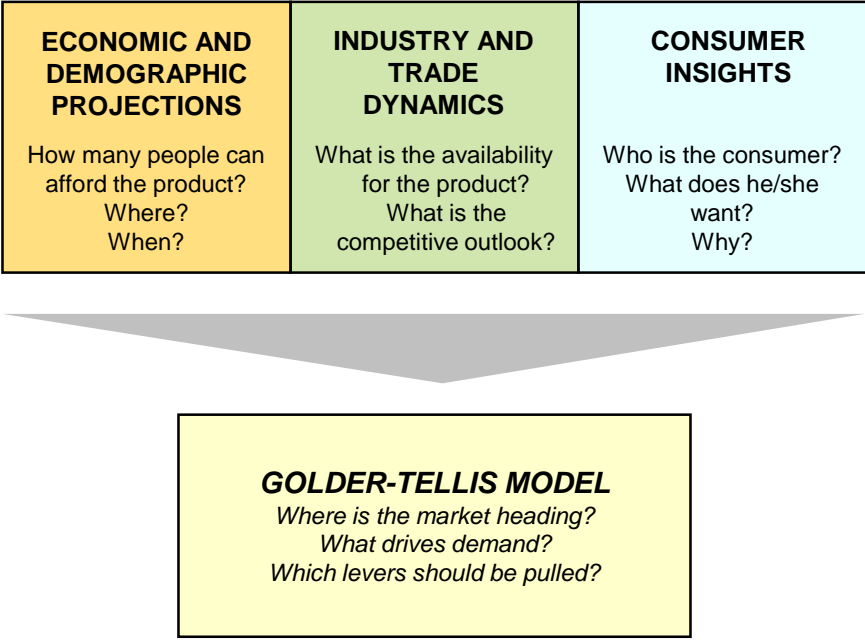 ECONOMIC AND
DEMOGRAPHIC
PROJECTIONS
How many people can
afford the product?
Where?
When?
INDUSTRY AND
TRADE
DYNAMICS
What is the availability
for the product?
What is the
competitive outlook?
CONSUMER
INSIGHTS
Who is the consumer?
What does he/she
want?
Why?
GOLDER-TELLIS MODEL
Where is the market heading?
What drives demand?
Which levers should be pulled?